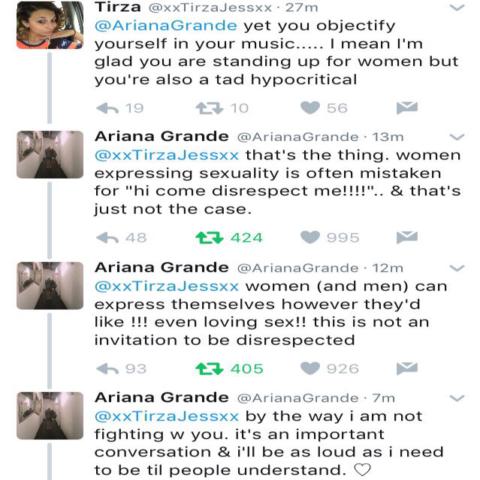 Tirza @xxTirzaJessxx · 27m
@ArianaGrande yet you objectify
yourself in your music..... I mean I'm
glad you are standing up for women but
you're also a tad hypocritical
19 10 56
Ariana Grande @ArianaGrande · 13m
@xxTirzaJessxx that's the thing. women
expressing sexuality is often mistaken
for "hi come disrespect me!!!!".. & that's
just not the case.
48 424 995
Ariana Grande @ArianaGrande · 12m
@xxTirzaJessxx women (and men) can
express themselves however they'd
like !!! even loving sex!! this is not an
invitation to be disrespected
93 405 926
Ariana Grande @ArianaGrande · 7m
@xxTirzaJessxx by the way i am not
fighting w you. it's an important
conversation & i'll be as loud as i need
to be til people understand. ♡